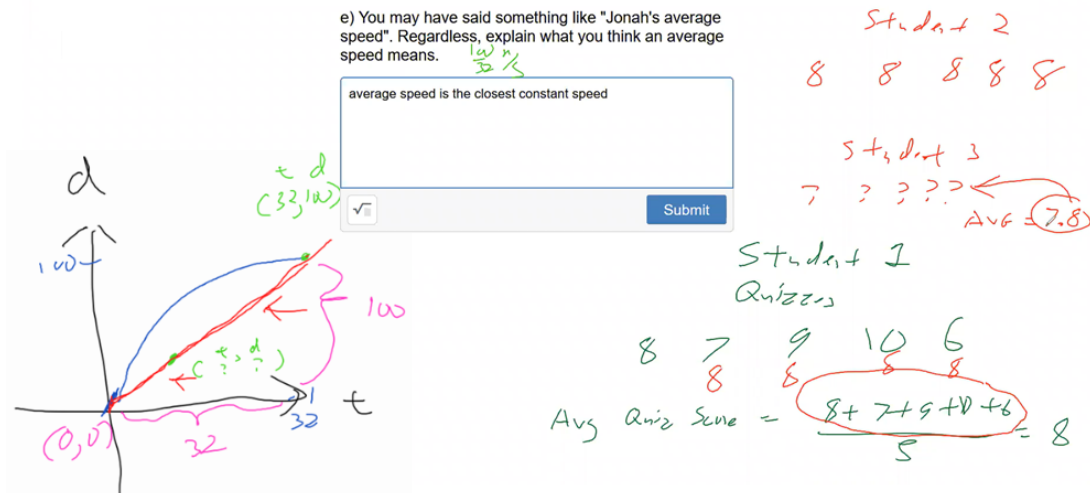 e) You may have said something like "Jonah's average
speed". Regardless, explain what you think an average
speed means.
100/32 m/s
average speed is the closest constant speed
Submit
d
t d
(32,100)
100
100
(t?, d?)
t
32
(0,0)
32
Student 2
8 8 8 8 8
Student 3
? ? ? ? ?
AVG = 7.8
Student 1
Quizzes
8 7 9 10 6
8 8 8 8
Avg Quiz Score = 8+7+9+10+6 / 5 = 8